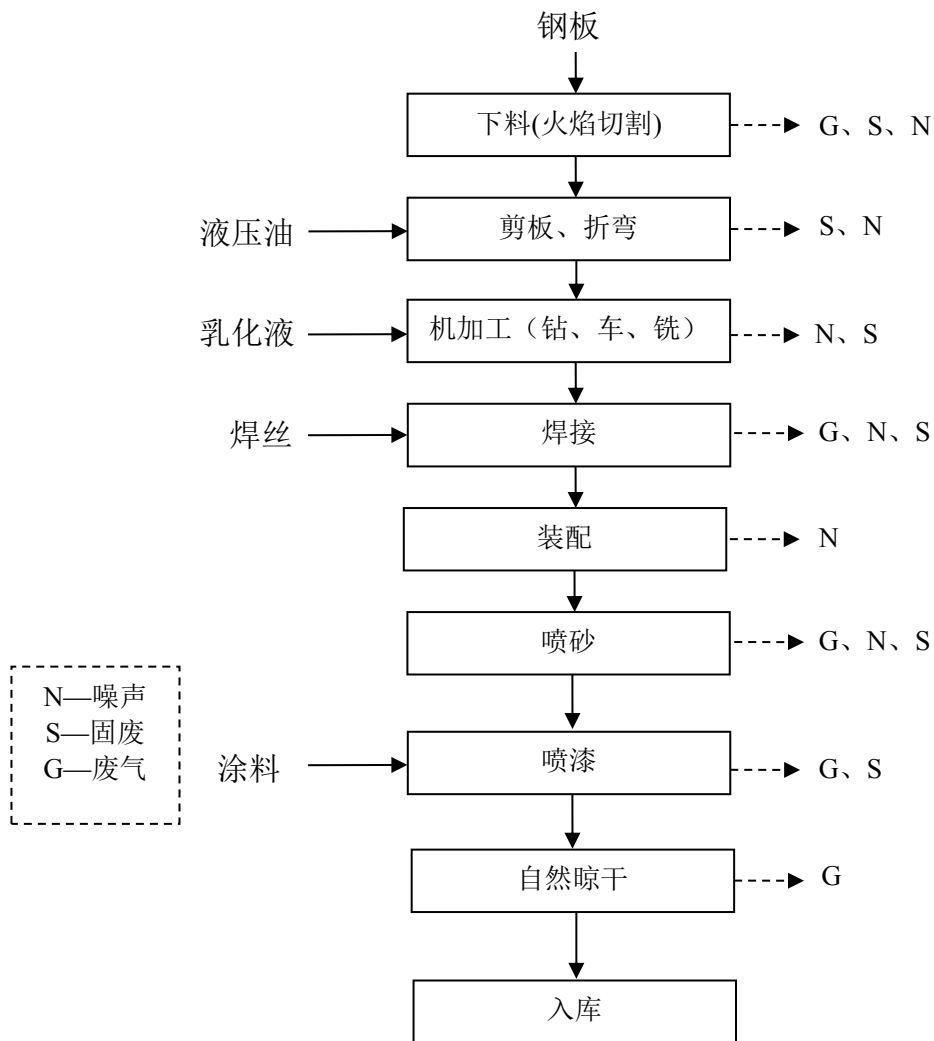 钢板
下料(火焰切割)
G、S、N
液压油
剪板、折弯
S、N
乳化液
机加工（钻、车、铣）
N、S
焊丝
焊接
G、N、S
装配
N
喷砂
G、N、S
N—噪声
S—固废
G—废气
涂料
喷漆
G、S
自然晾干
G
入库